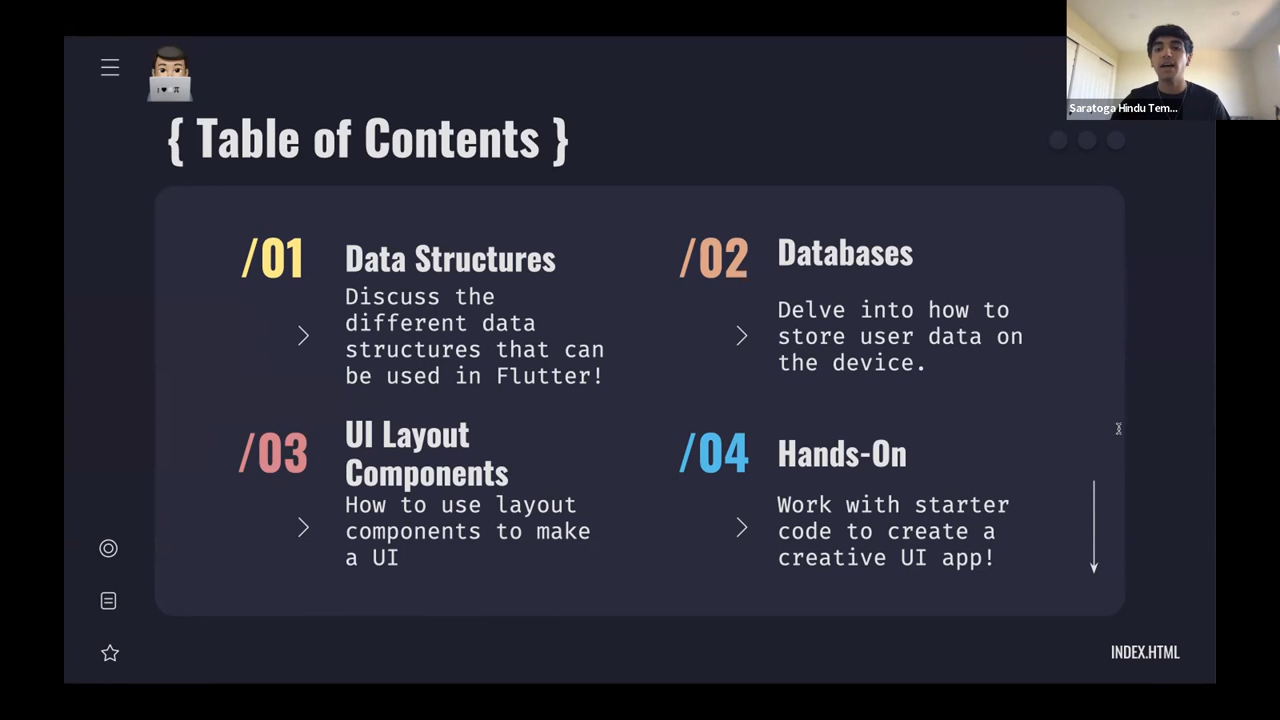 Saratoga Hindu Tem...
{ Table of Contents }
/01
Data Structures
Discuss the
different data
structures that can
be used in Flutter!
/02
Databases
Delve into how to
store user data on
the device.
/03
UI Layout
Components
How to use layout
components to make
a UI
/04
Hands-On
Work with starter
code to create a
creative UI app!
INDEX.HTML